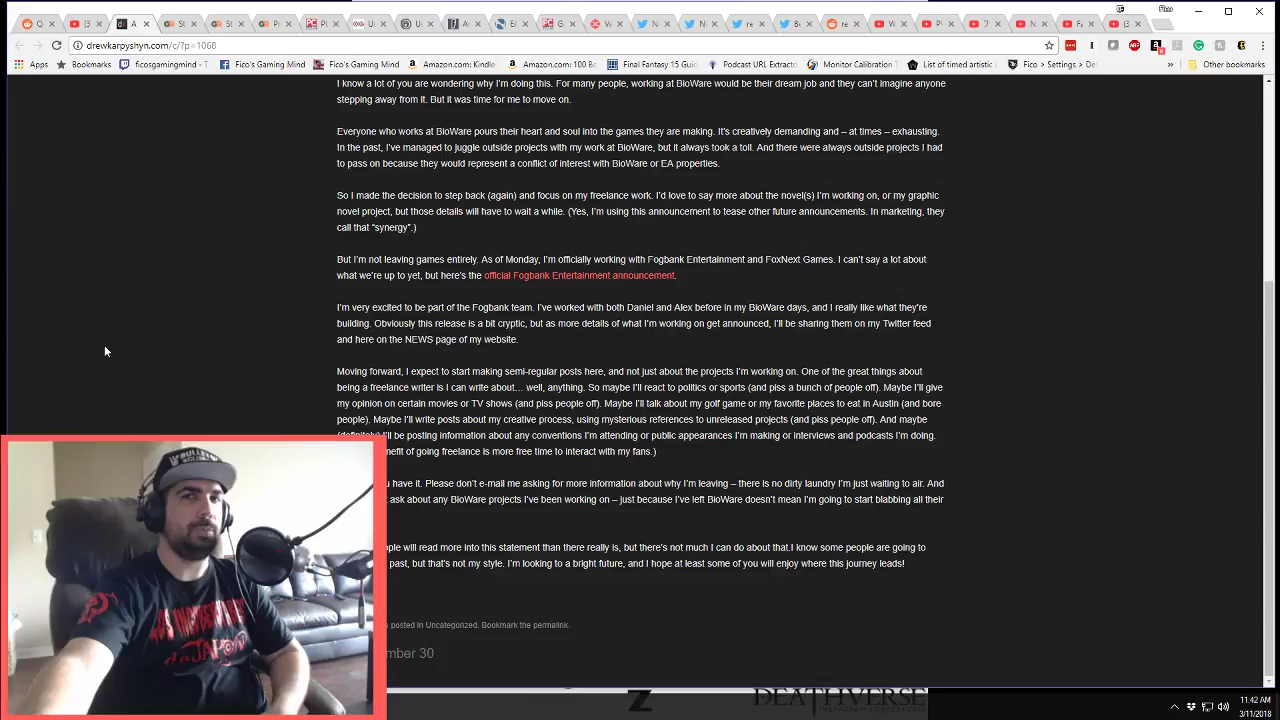 drewkarpyshyn.com/c/?p=1068
Apps Bookmarks ficosgamingmind Fico's Gaming Mind Fico's Gaming Mind Amazon.com: Kindle Amazon.com: 100 Bo Final Fantasy 15 Guid Podcast URL Extracto Monitor Calibration List of timed artistic Fico > Settings > De » Other bookmarks
I know a lot of you are wondering why I'm doing this. For many people, working at BioWare would be their dream job and they can't imagine anyone
stepping away from it. But it was time for me to move on.
Everyone who works at BioWare pours their heart and soul into the games they are making. It's creatively demanding and – at times – exhausting.
In the past, I've managed to juggle outside projects with my work at BioWare, but it always took a toll. And there were always outside projects I had
to pass on because they would represent a conflict of interest with BioWare or EA properties.
So I made the decision to step back (again) and focus on my freelance work. I'd love to say more about the novel(s) I'm working on, or my graphic
novel project, but those details will have to wait a while. (Yes, I'm using this announcement to tease other future announcements. In marketing, they
call that "synergy".)
But I'm not leaving games entirely. As of Monday, I'm officially working with Fogbank Entertainment and FoxNext Games. I can't say a lot about
what we're up to yet, but here's the official Fogbank Entertainment announcement.
I'm very excited to be part of the Fogbank team. I've worked with both Daniel and Alex before in my BioWare days, and I really like what they're
building. Obviously this release is a bit cryptic, but as more details of what I'm working on get announced, I'll be sharing them on my Twitter feed
and here on the NEWS page of my website.
Moving forward, I expect to start making semi-regular posts here, and not just about the projects I'm working on. One of the great things about
being a freelance writer is I can write about… well, anything. So maybe I'll react to politics or sports (and piss a bunch of people off). Maybe I'll give
my opinion on certain movies or TV shows (and piss people off). Maybe I'll talk about my golf game or my favorite places to eat in Austin (and bore
people). Maybe I'll write posts about my creative process, using mysterious references to unreleased projects (and piss people off). And maybe
I'll be posting information about any conventions I'm attending or public appearances I'm making or interviews and podcasts I'm doing.
of going freelance is more free time to interact with my fans.)
have it. Please don't e-mail me asking for more information about why I'm leaving – there is no dirty laundry I'm just waiting to air. And
ask about any BioWare projects I've been working on – just because I've left BioWare doesn't mean I'm going to start blabbing all their
will read more into this statement than there really is, but there's not much I can do about that.I know some people are going to
past, but that's not my style. I'm looking to a bright future, and I hope at least some of you will enjoy where this journey leads!
posted in Uncategorized. Bookmark the permalink.
30
DEATHVERSE
11:42 AM
3/11/2018